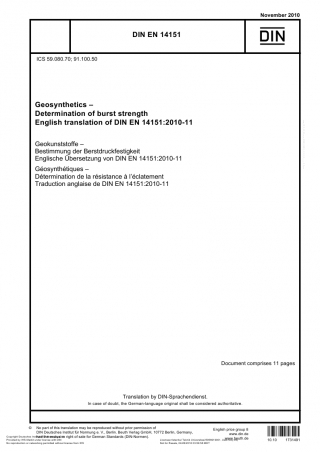 November 2010
DIN EN 14151
DIN
ICS 59.080.70; 91.100.50
Geosynthetics –
Determination of burst strength
English translation of DIN EN 14151:2010-11
Geokunststoffe –
Bestimmung der Berstdruckfestigkeit
Englische Übersetzung von DIN EN 14151:2010-11
Géosynthétiques –
Détermination de la résistance à l'éclatement
Traduction anglaise de DIN EN 14151:2010-11
Document comprises 11 pages
Translation by DIN-Sprachendienst.
In case of doubt, the German-language original shall be considered authoritative.
© No part of this translation may be reproduced without prior permission of
DIN Deutsches Institut für Normung e. V., Berlin. Beuth Verlag GmbH, 10772 Berlin, Germany,
has the exclusive right of sale for German Standards (DIN-Normen).
English price group 8
www.din.de
www.beuth.de
10.10 1731491